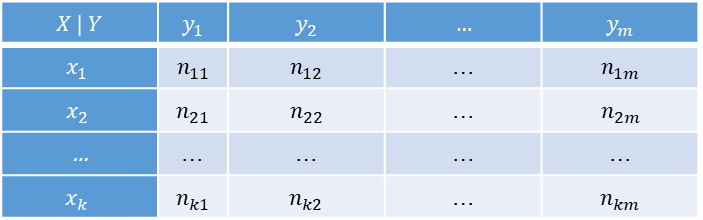 X | Y y₁ y₂ ... yₘ
x₁ n₁₁ n₁₂ … n₁ₘ
x₂ n₂₁ n₂₂ … n₂ₘ
... … … … …
xₖ nₖ₁ nₖ₂ … nₖₘ